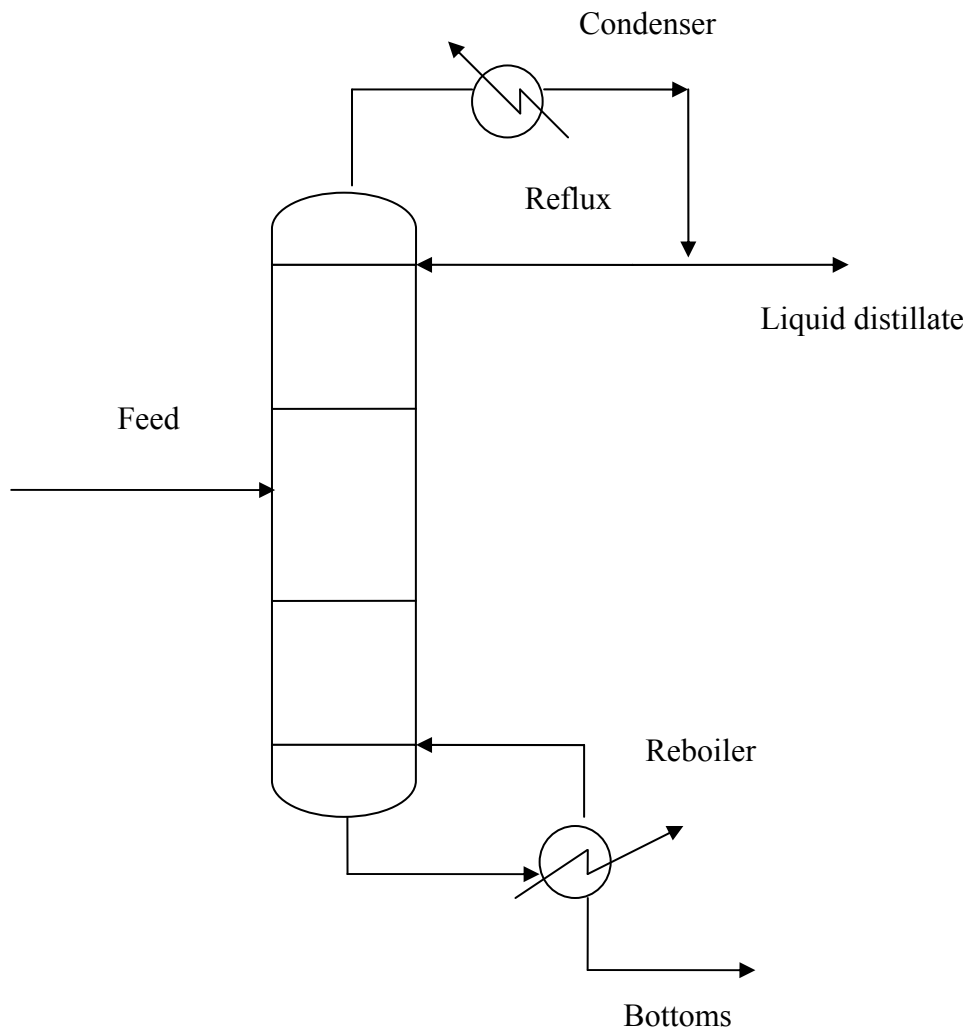 Condenser
Reflux
Liquid distillate
Feed
Reboiler
Bottoms